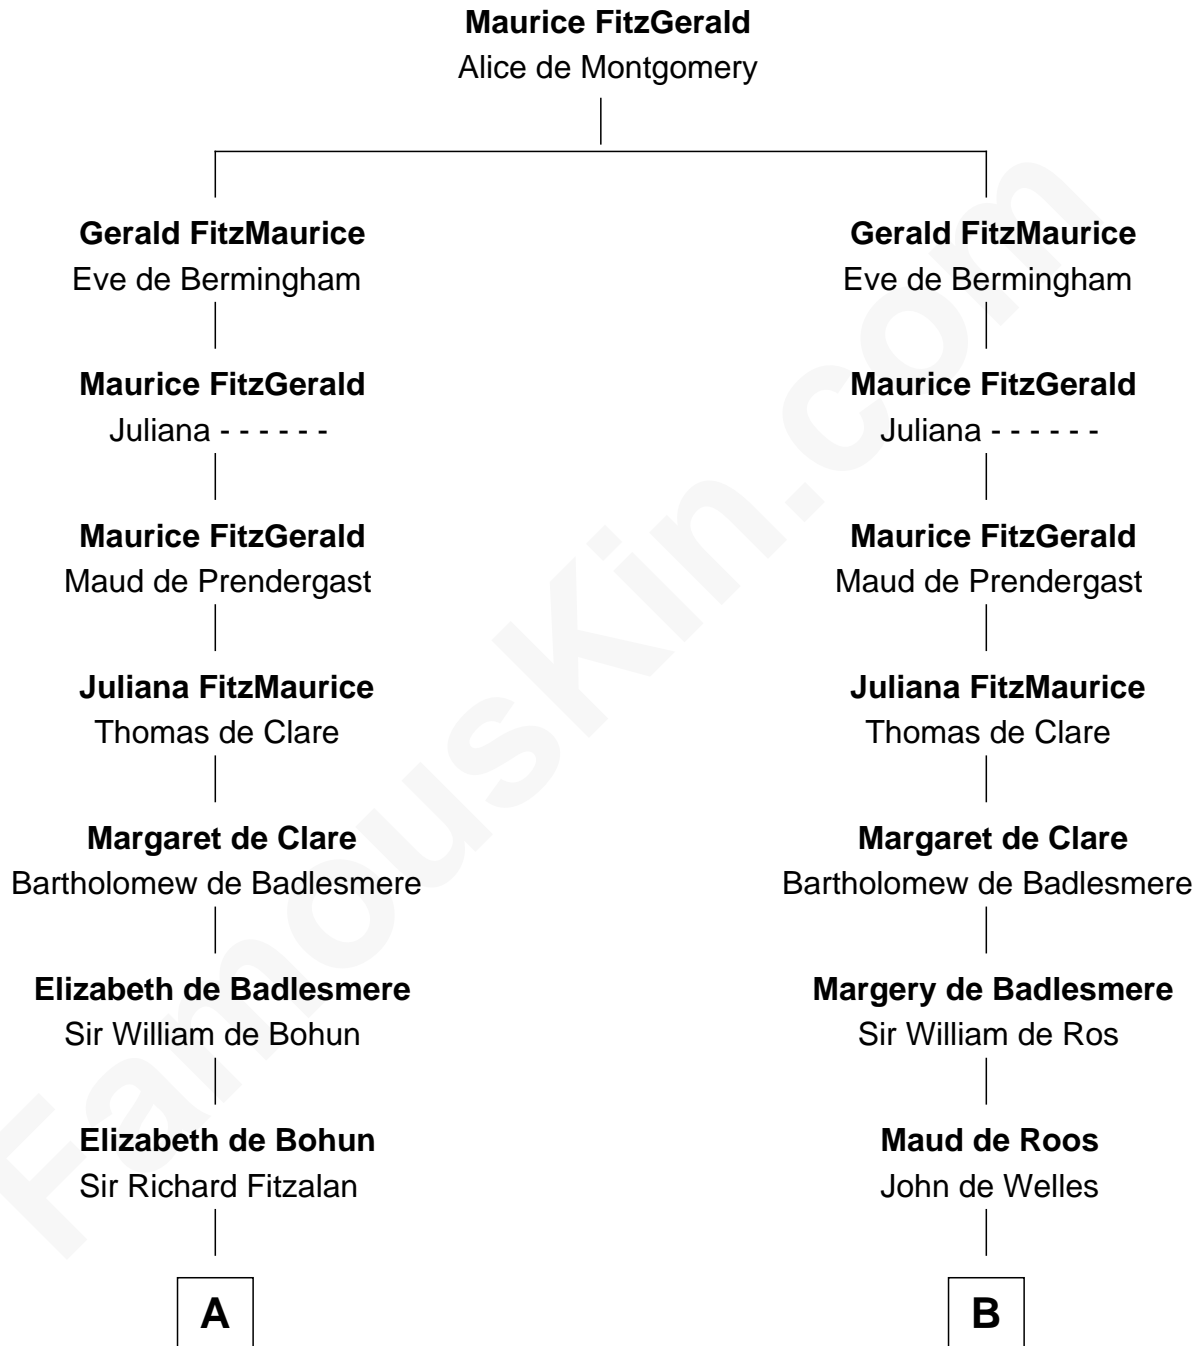 Maurice FitzGerald
Alice de Montgomery
Gerald FitzMaurice
Eve de Bermingham
Gerald FitzMaurice
Eve de Bermingham
Maurice FitzGerald
Juliana - - - - - -
Maurice FitzGerald
Juliana - - - - - -
Maurice FitzGerald
Maud de Prendergast
Maurice FitzGerald
Maud de Prendergast
Juliana FitzMaurice
Thomas de Clare
Juliana FitzMaurice
Thomas de Clare
Margaret de Clare
Bartholomew de Badlesmere
Margaret de Clare
Bartholomew de Badlesmere
Elizabeth de Badlesmere
Sir William de Bohun
Margery de Badlesmere
Sir William de Ros
Elizabeth de Bohun
Sir Richard Fitzalan
Maud de Roos
John de Welles
A
B
FamousKin.com